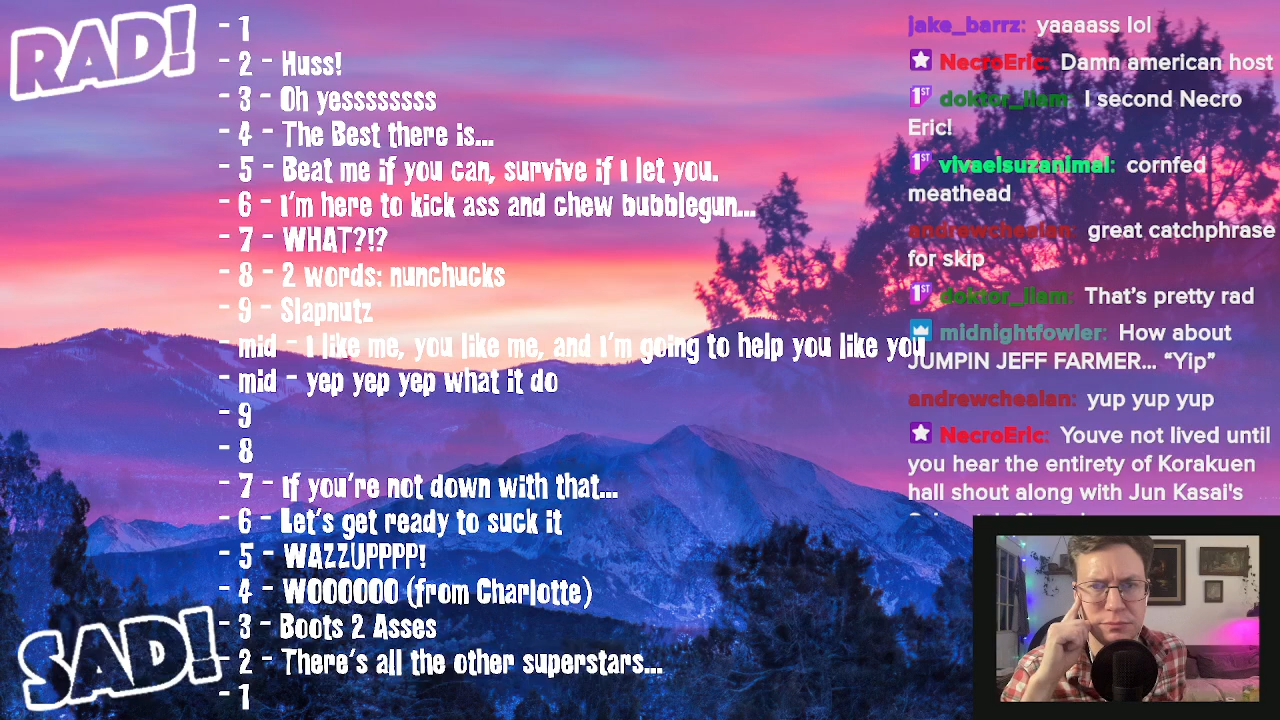 RAD!
- 1
- 2 - Huss!
- 3 - Oh yessssssss
- 4 - The Best there is...
- 5 - Beat me if you can, survive if I let you.
- 6 - I'm here to kick ass and chew bubblegun...
- 7 - WHAT?!?
- 8 - 2 words: nunchucks
- 9 - Slapnutz
- mid - I like me, you like me, and I'm going to help you like you
- mid - yep yep yep what it do
- 9
- 8
- 7 - If you're not down with that...
- 6 - Let's get ready to suck it
- 5 - WAZZUPPPP!
- 4 - WOOOOOO (from Charlotte)
- 3 - Boots 2 Asses
- 2 - There's all the other superstars...
- 1
SAD!
jake_barrz: yaaaass lol
NecroEric: Damn american host
1ST doktor_liam: I second Necro
Eric!
1ST vivaelsuzanimal: cornfed
meathead
andrewchealan: great catchphrase
for skip
1ST doktor_liam: That's pretty rad
midnightfowler: How about
JUMPIN JEFF FARMER... "Yip"
andrewchealan: yup yup yup
NecroEric: Youve not lived until
you hear the entirety of Korakuen
hall shout along with Jun Kasai's